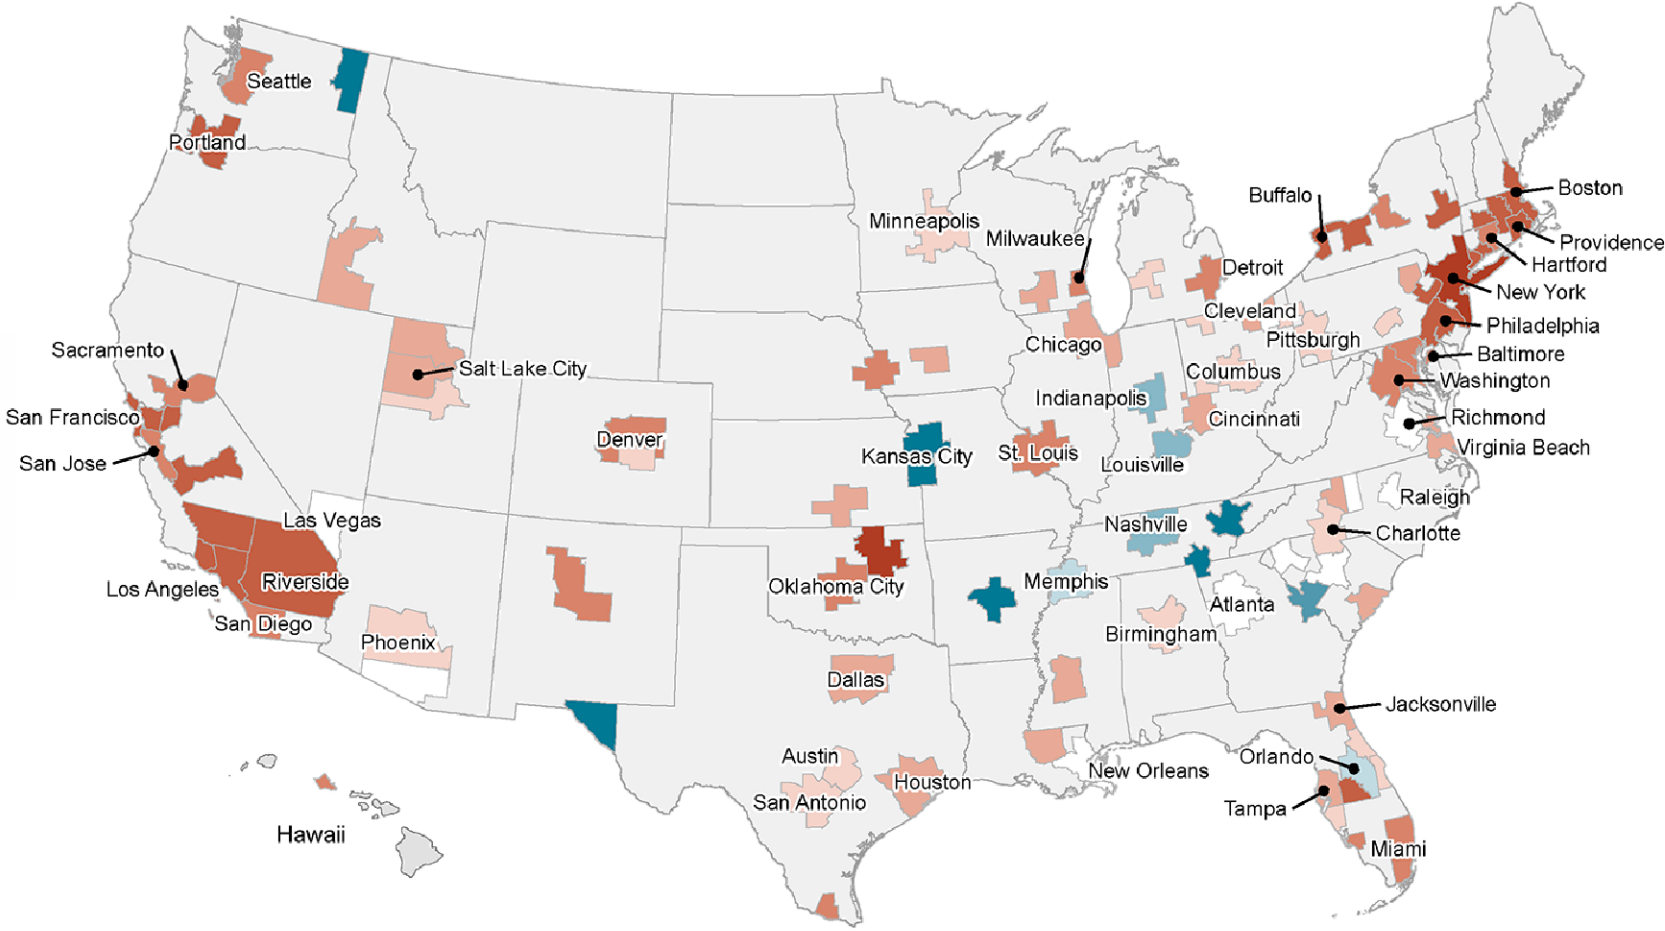 Seattle
Portland
Minneapolis
Milwaukee
Buffalo
Boston
Providence
Hartford
Detroit
New York
Cleveland
Philadelphia
Pittsburgh
Chicago
Baltimore
Sacramento
Salt Lake City
Columbus
Washington
Indianapolis
San Francisco
Cincinnati
Richmond
Denver
Kansas City
St. Louis
Louisville
Virginia Beach
San Jose
Raleigh
Las Vegas
Nashville
Charlotte
Los Angeles
Riverside
Oklahoma City
Memphis
Atlanta
San Diego
Phoenix
Birmingham
Dallas
Jacksonville
Austin
Orlando
New Orleans
Houston
San Antonio
Tampa
Hawaii
Miami